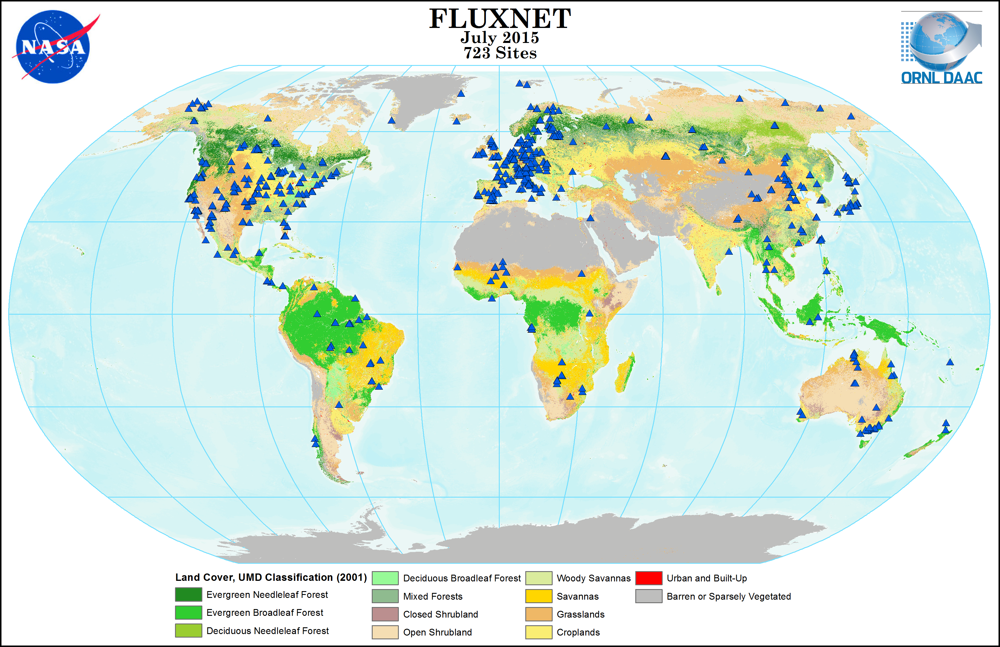 NASA
FLUXNET
July 2015
723 Sites
ORNL DAAC
Land Cover, UMD Classification (2001)
Evergreen Needleleaf Forest
Evergreen Broadleaf Forest
Deciduous Needleleaf Forest
Deciduous Broadleaf Forest
Mixed Forests
Closed Shrubland
Open Shrubland
Woody Savannas
Savannas
Grasslands
Croplands
Urban and Built-Up
Barren or Sparsely Vegetated